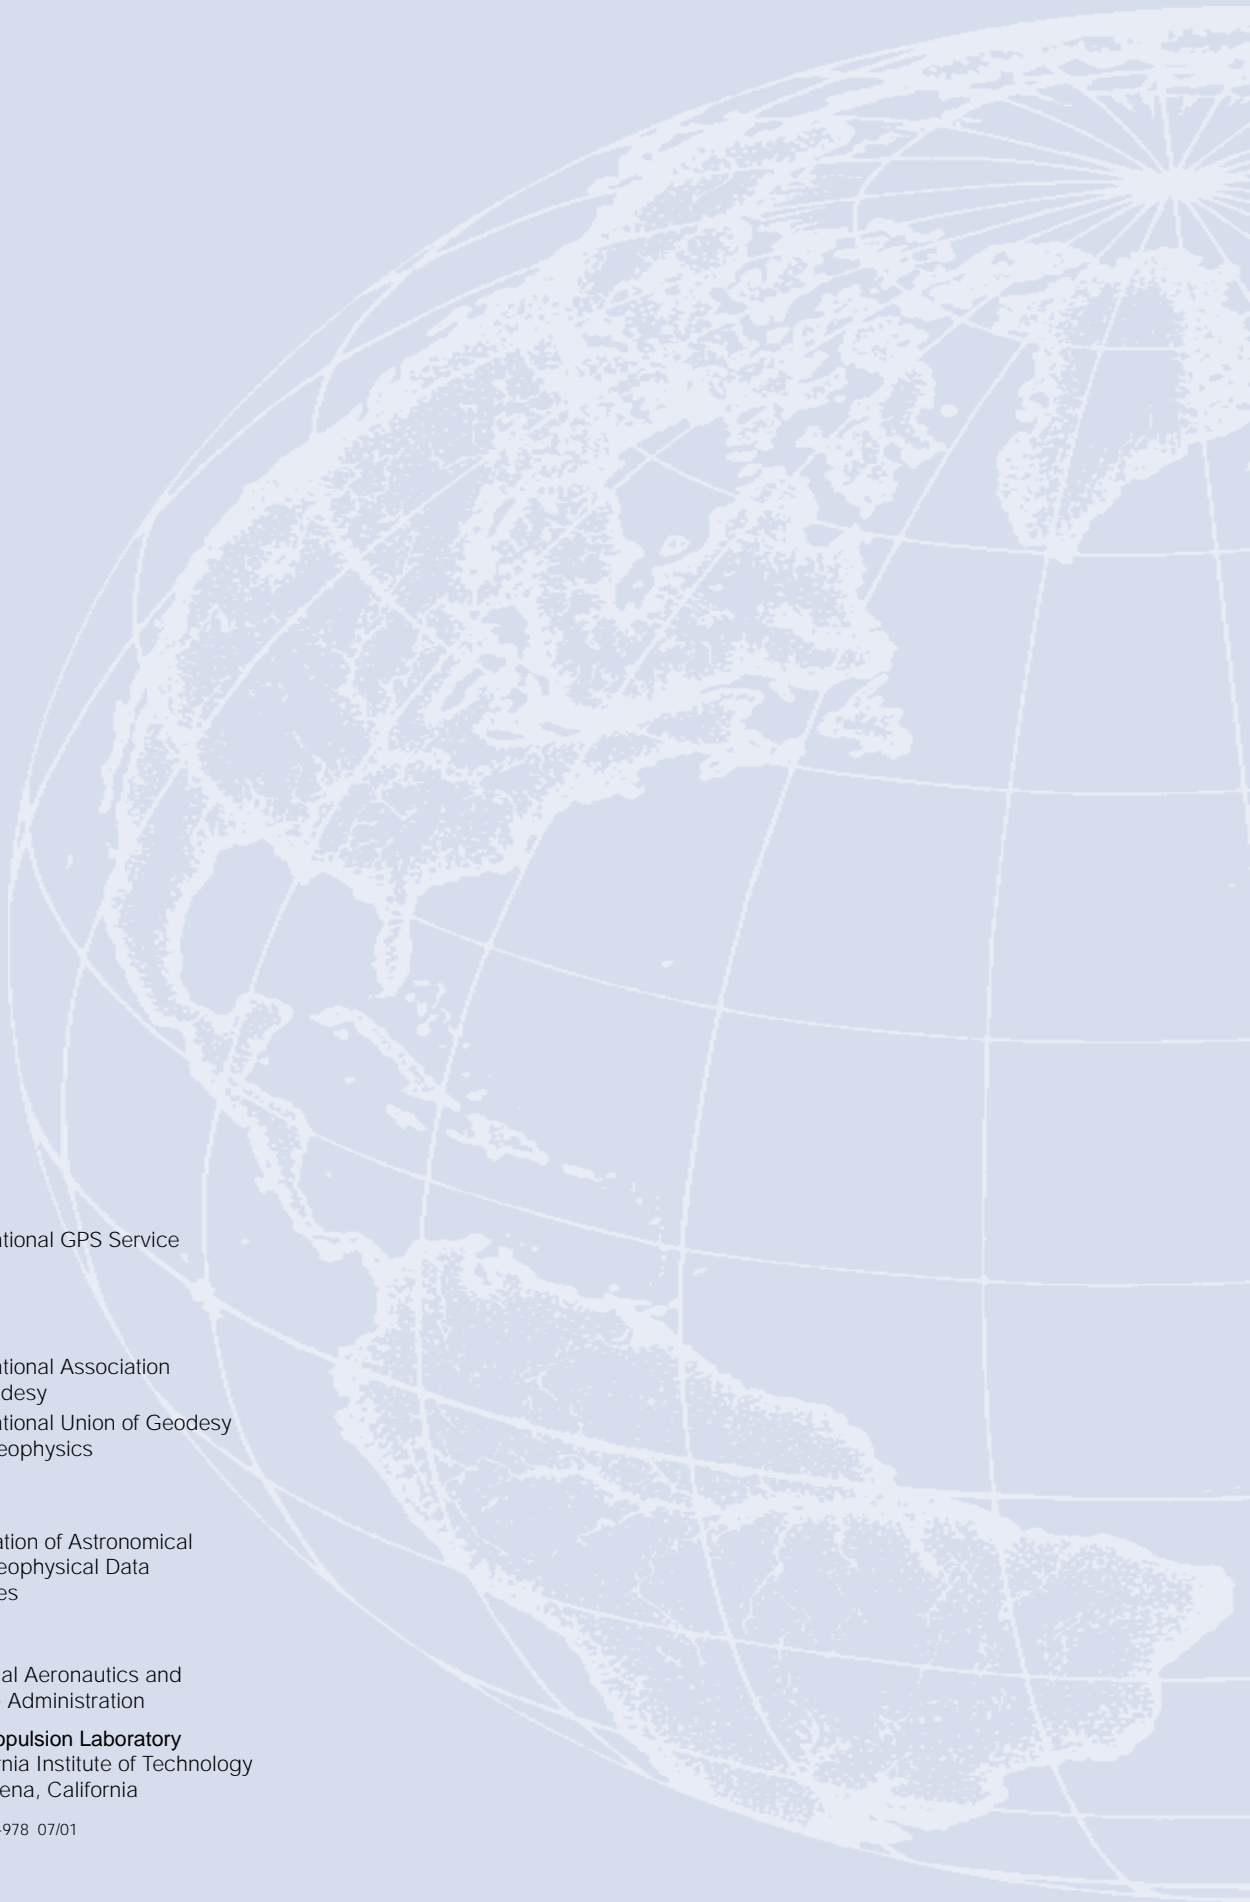 tional GPS Service
tional Association
desy
tional Union of Geodesy
eophysics
ation of Astronomical
eophysical Data
es
al Aeronautics and
Administration
opulsion Laboratory
nia Institute of Technology
ena, California
-978 07/01